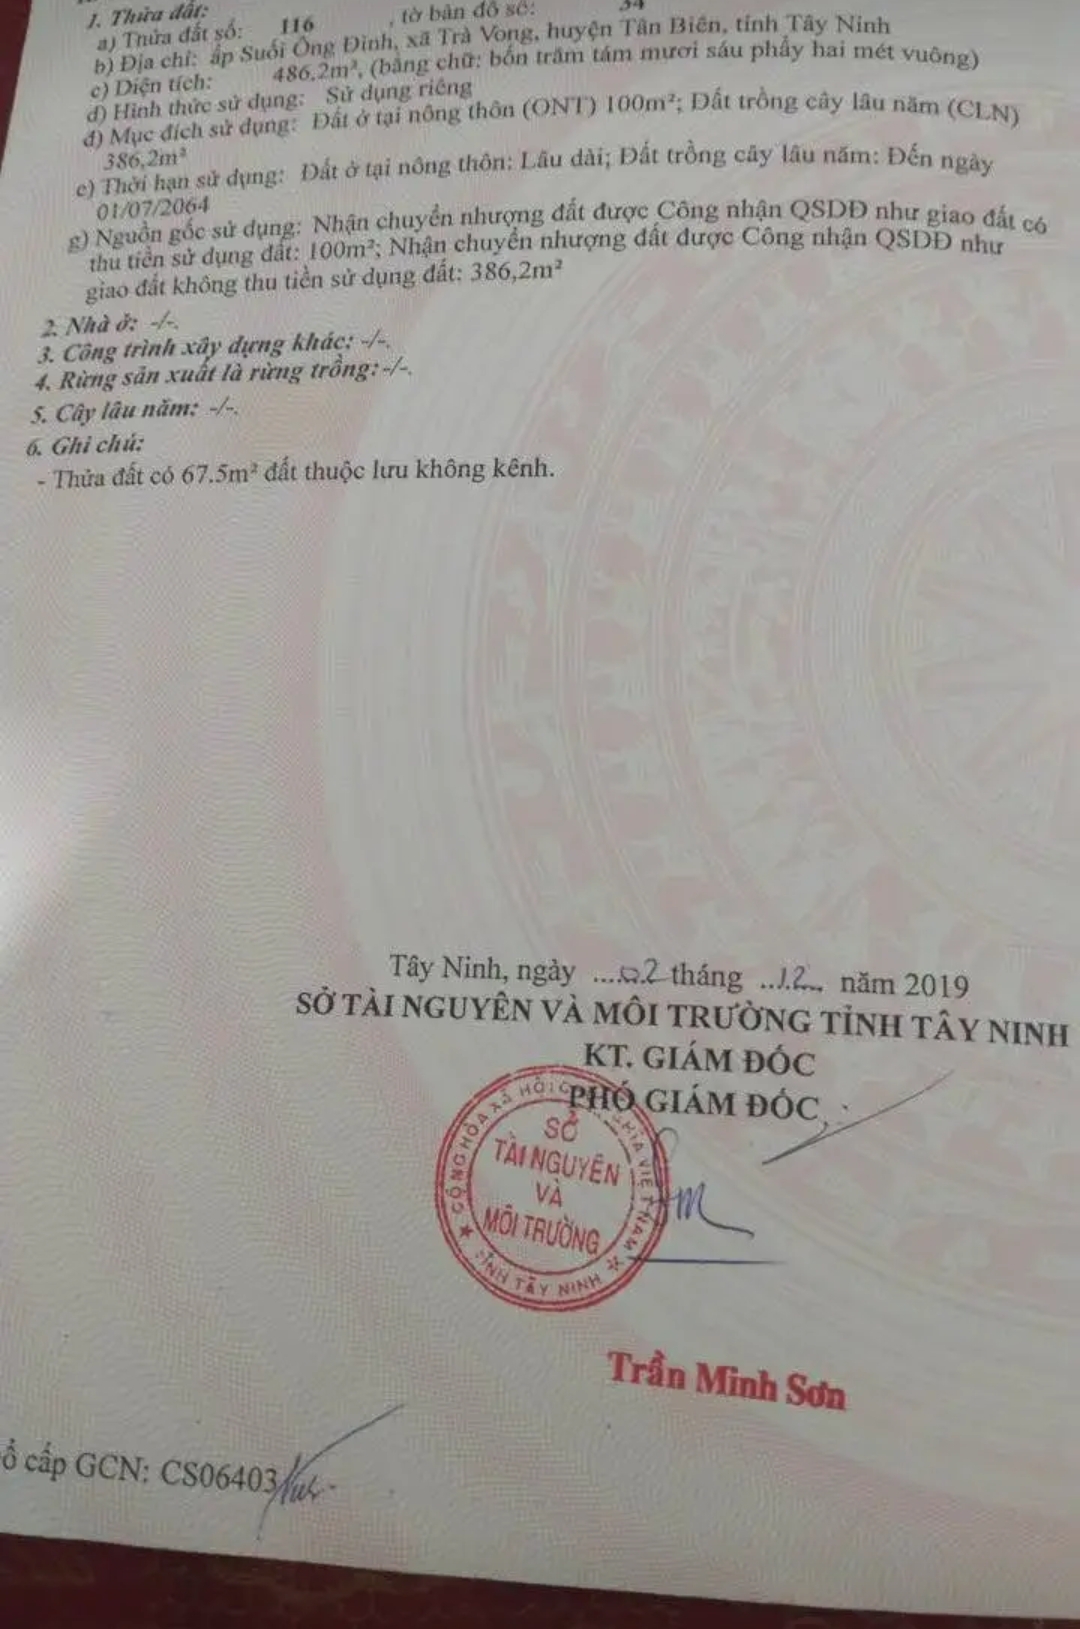 1. Thửa đất:
a) Thửa đất số: 116 , tờ bản đồ số: 34
b) Địa chỉ: ấp Suối Ông Đình, xã Trà Vong, huyện Tân Biên, tỉnh Tây Ninh
c) Diện tích: 486,2m², (bằng chữ: bốn trăm tám mươi sáu phẩy hai mét vuông)
d) Hình thức sử dụng: Sử dụng riêng
đ) Mục đích sử dụng: Đất ở tại nông thôn (ONT) 100m²; Đất trồng cây lâu năm (CLN)
386,2m²
e) Thời hạn sử dụng: Đất ở tại nông thôn: Lâu dài; Đất trồng cây lâu năm: Đến ngày
01/07/2064
g) Nguồn gốc sử dụng: Nhận chuyển nhượng đất được Công nhận QSDĐ như giao đất có
thu tiền sử dụng đất: 100m²; Nhận chuyển nhượng đất được Công nhận QSDĐ như
giao đất không thu tiền sử dụng đất: 386,2m²
2. Nhà ở: -/-.
3. Công trình xây dựng khác: -/-.
4. Rừng sản xuất là rừng trồng: -/-.
5. Cây lâu năm: -/-.
6. Ghi chú:
- Thửa đất có 67.5m² đất thuộc lưu không kênh.
Tây Ninh, ngày ....02 tháng ..12.. năm 2019
SỞ TÀI NGUYÊN VÀ MÔI TRƯỜNG TỈNH TÂY NINH
KT. GIÁM ĐỐC
PHÓ GIÁM ĐỐC
CỘNG HÒA XÃ HỘI CHỦ NGHĨA VIỆT NAM
SỞ
TÀI NGUYÊN
VÀ
MÔI TRƯỜNG
TỈNH TÂY NINH
Trần Minh Sơn
ổ cấp GCN: CS06403